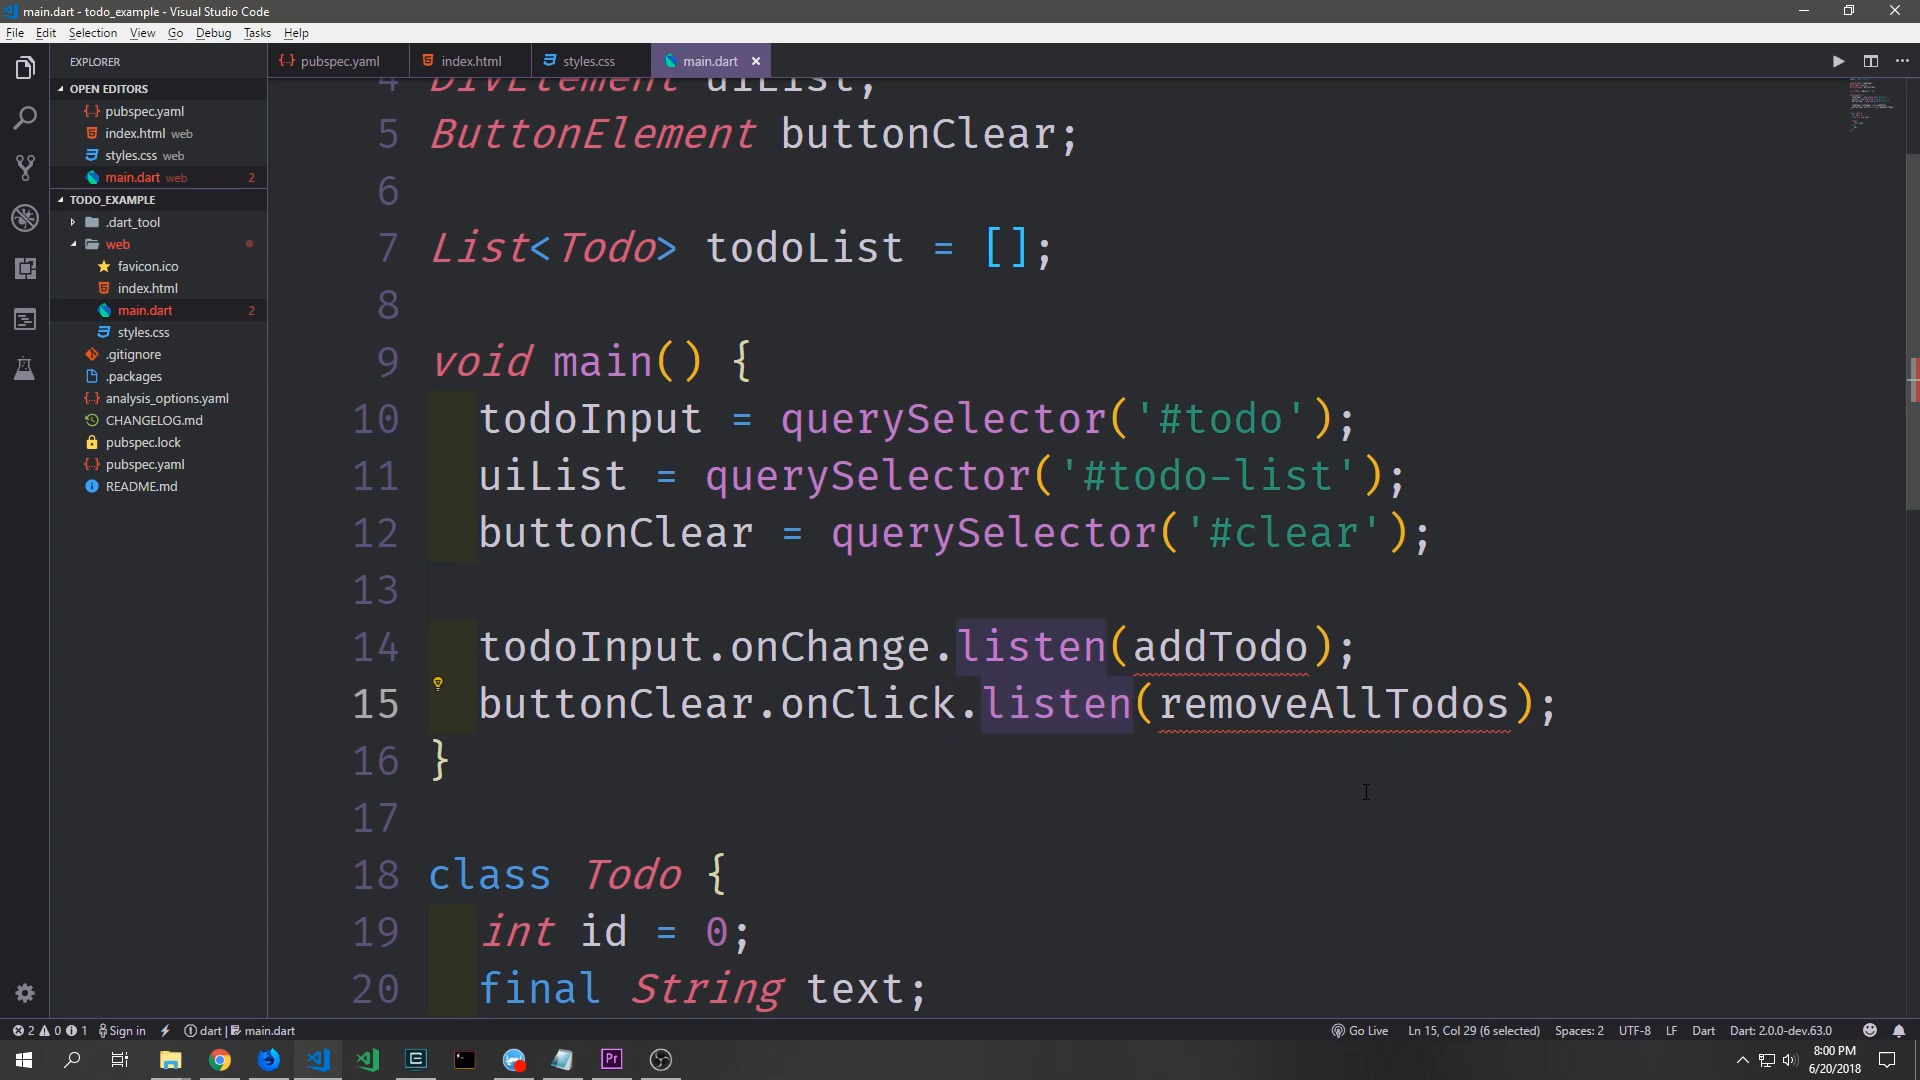 main.dart - todo_example - Visual Studio Code
File Edit Selection View Go Debug Tasks Help
EXPLORER
OPEN EDITORS
pubspec.yaml
index.html web
styles.css web
main.dart web 2
TODO_EXAMPLE
.dart_tool
web
favicon.ico
index.html
main.dart 2
styles.css
.gitignore
.packages
analysis_options.yaml
CHANGELOG.md
pubspec.lock
pubspec.yaml
README.md
pubspec.yaml index.html styles.css main.dart
4 DivElement uiList;
5 ButtonElement buttonClear;
6
7 List<Todo> todoList = [];
8
9 void main() {
10 todoInput = querySelector('#todo');
11 uiList = querySelector('#todo-list');
12 buttonClear = querySelector('#clear');
13
14 todoInput.onChange.listen(addTodo);
15 buttonClear.onClick.listen(removeAllTodos);
16 }
17
18 class Todo {
19 int id = 0;
20 final String text;
2 0 1 Sign in dart | main.dart Go Live Ln 15, Col 29 (6 selected) Spaces: 2 UTF-8 LF Dart Dart: 2.0.0-dev.63.0
Pr
8:00 PM
6/20/2018